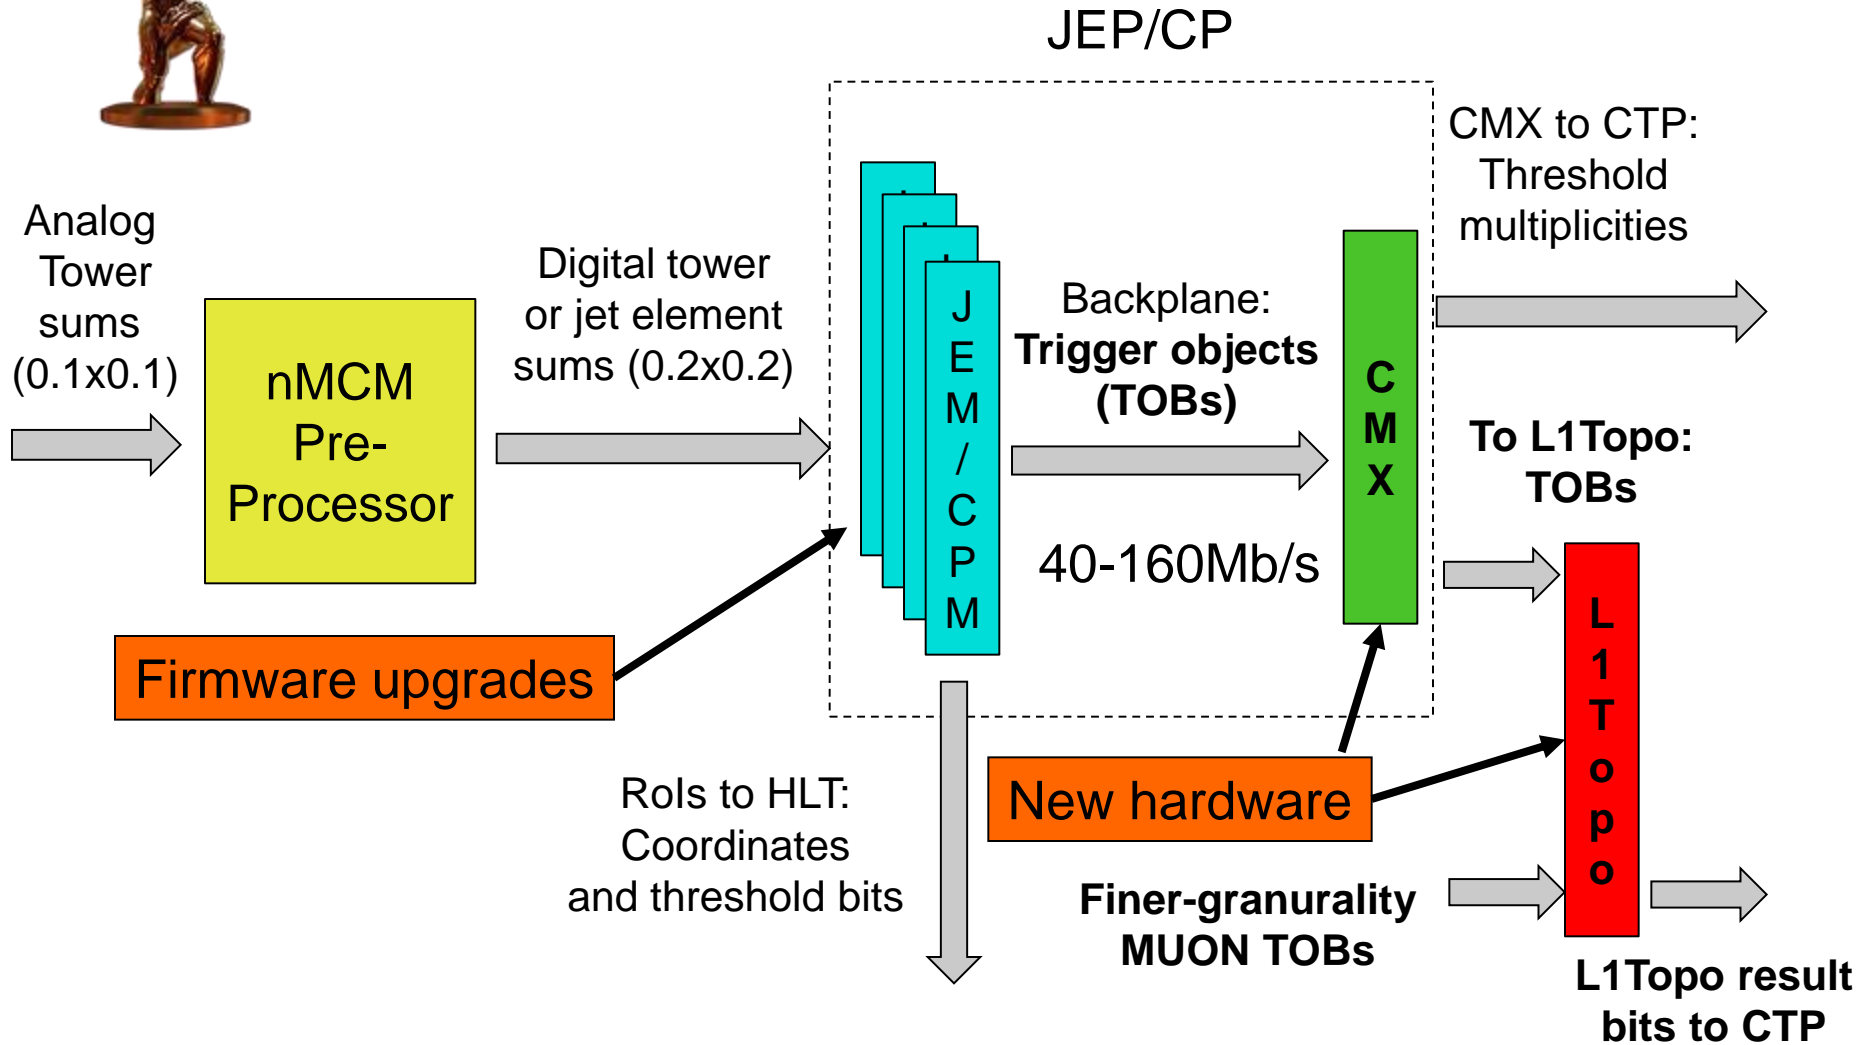 JEP/CP
Analog
Tower
sums
(0.1x0.1)
nMCM
Pre-
Processor
Digital tower
or jet element
sums (0.2x0.2)
J
E
M
/
C
P
M
Backplane:
Trigger objects
(TOBs)
40-160Mb/s
C
M
X
CMX to CTP:
Threshold
multiplicities
To L1Topo:
TOBs
L
1
T
o
p
o
Firmware upgrades
New hardware
RoIs to HLT:
Coordinates
and threshold bits
Finer-granurality
MUON TOBs
L1Topo result
bits to CTP